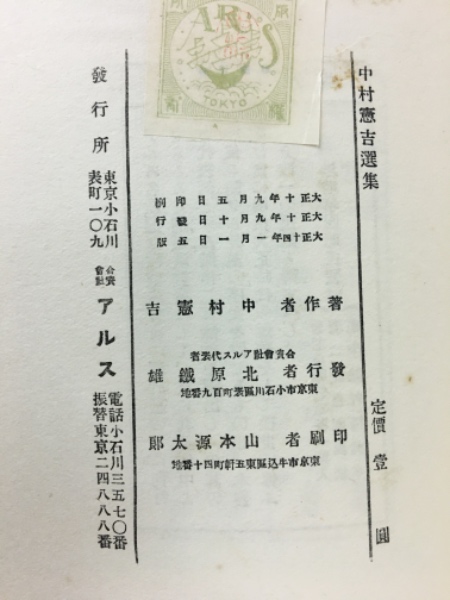 ARS
TOKYO
中村憲吉選集
定價壹圓
大正十年九月五日印刷
大正十年九月十日發行
大正十四年一月一日五版
著作者 中村憲吉
合資會社アルス代表者
發行者 北原鐵雄
東京市小石川區表町百九番地
印刷者 山本源太郎
東京市牛込區東五軒町四十番地
發行所
東京小石川
表町一〇九
合資會社
アルス
電話小石川三五七〇番
振替東京二四八八八番